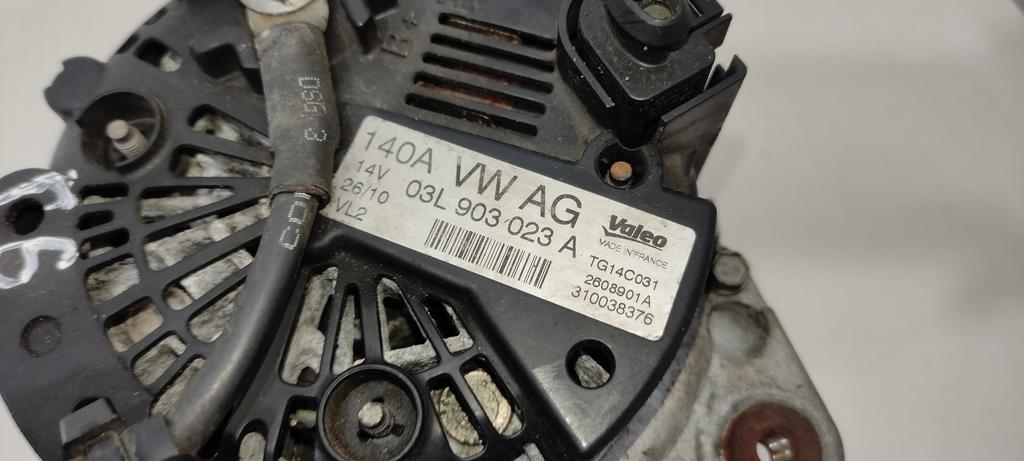 140A VW AG
14V 03L 903 023 A
26/10
VL2
Valeo
MADE IN FRANCE
TG14C031
2608901A
310038376